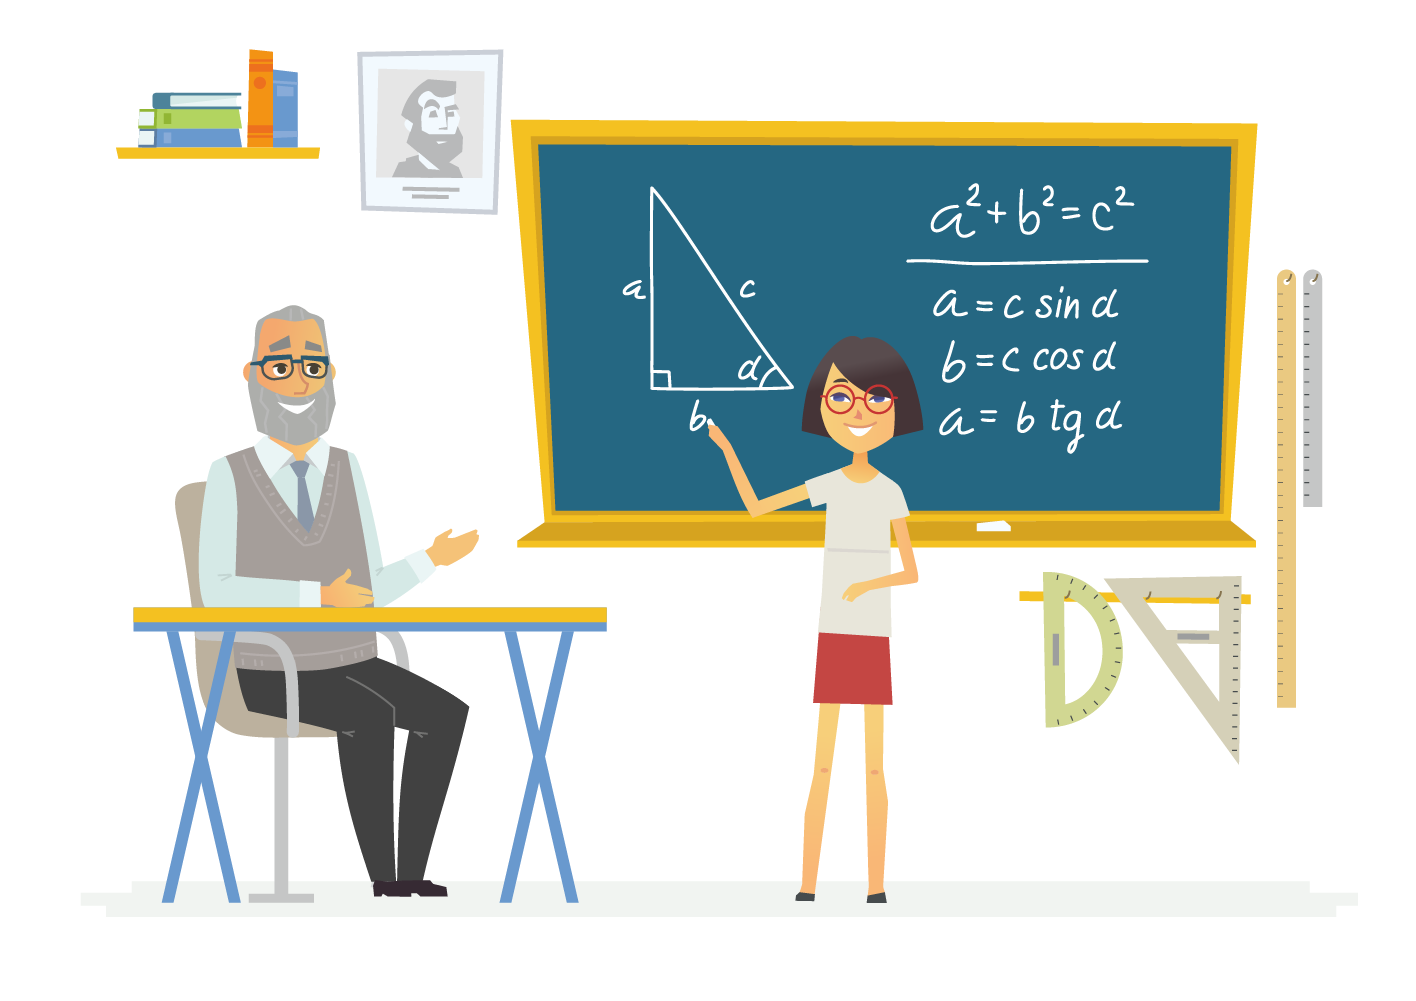 a
c
d
b
a² + b² = c²
a = c sin d
b = c cos d
a = b tg d